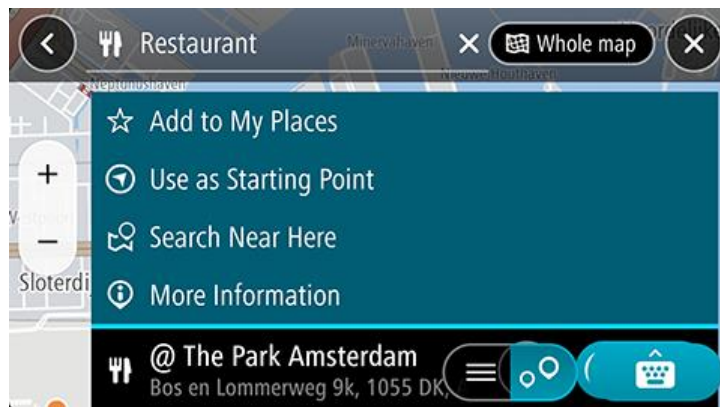 Restaurant
Minervahaven
Whole map
Neptunushaven
Nieuwe Houthaven
Add to My Places
Use as Starting Point
Search Near Here
Sloterdi
More Information
@ The Park Amsterdam
Bos en Lommerweg 9k, 1055 DK,